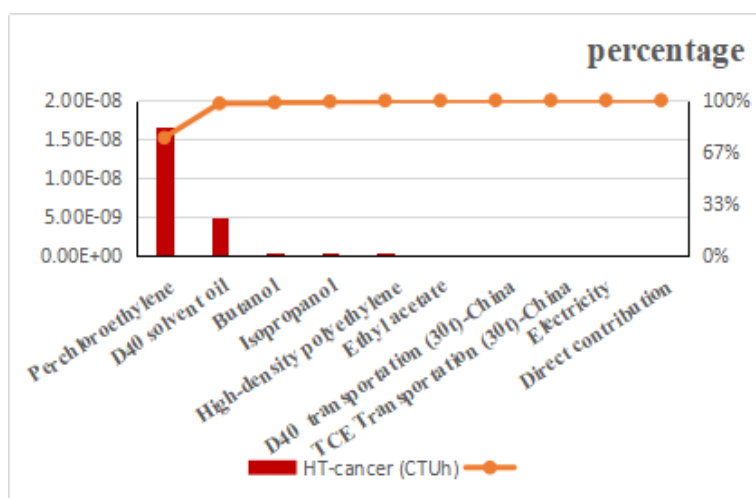 percentage
2.00E-08
1.50E-08
1.00E-08
5.00E-09
0.00E+00
100%
67%
33%
0%
Perchloroethylene
D40 solvent oil
Butanol
Isopropanol
High-density polyethylene
Ethyl acetate
D40 transportation (30t)-China
TCE Transportation (30t)-China
Electricity
Direct contribution
HT-cancer (CTUh)